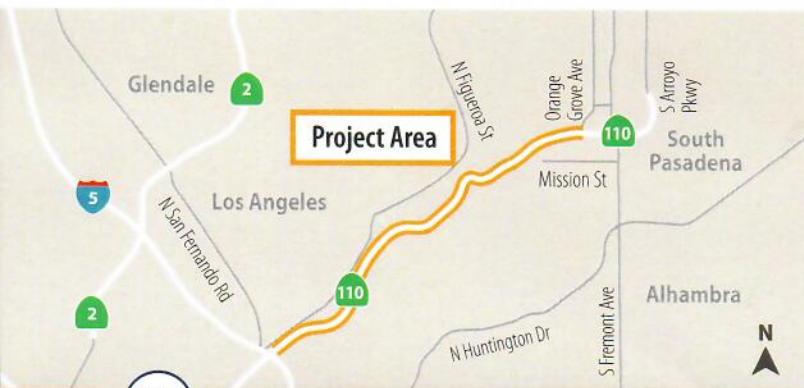 Glendale
2
N Figueroa St
Orange
Grove Ave
S Arroyo
Pkwy
Project Area
110
South
Pasadena
Mission St
5
Los Angeles
N San Fernando Rd
110
2
Alhambra
S Fremont Ave
N Huntington Dr
N